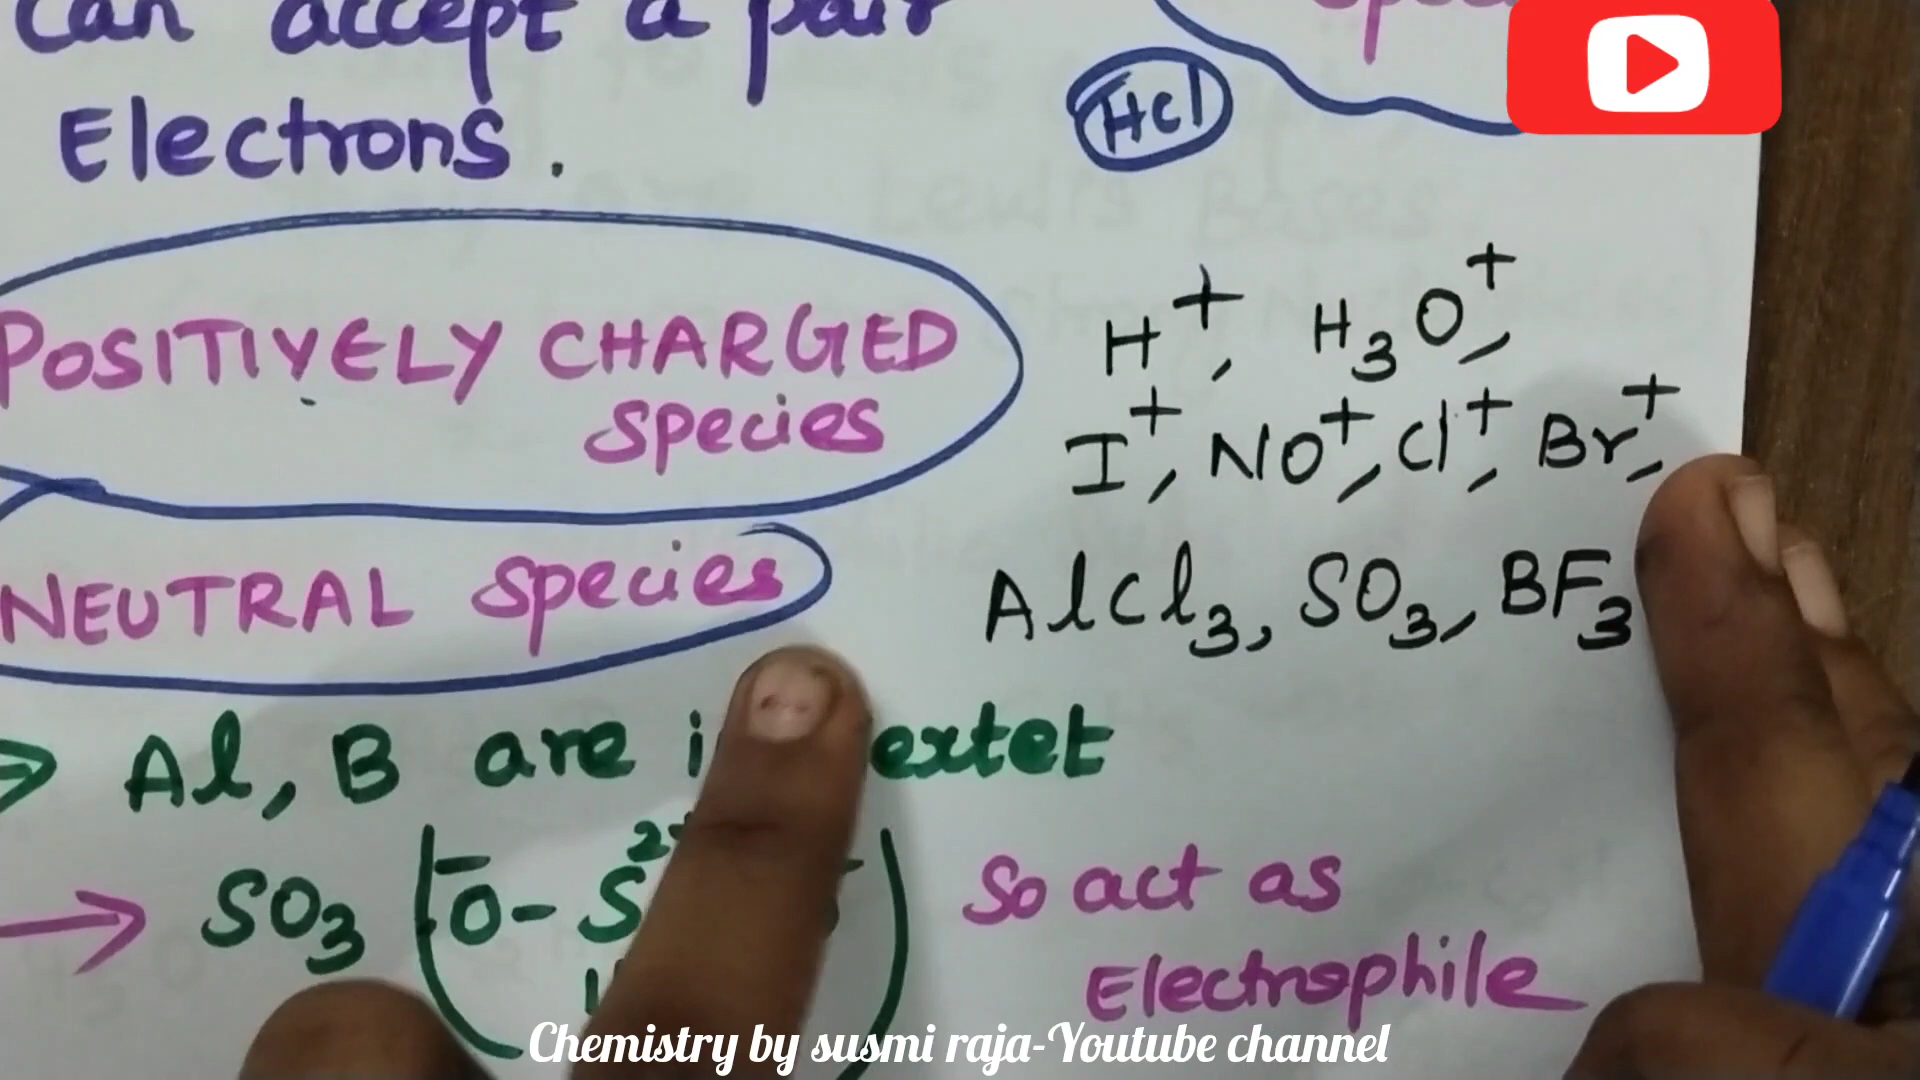 can accept a pair
Electrons.
HCl
POSITIVELY CHARGED
species
H⁺, H₃O⁺,
I⁺, NO⁺, Cl⁺, Br⁺,
NEUTRAL species
AlCl₃, SO₃, BF₃
⇒ Al, B are extet
→ SO₃ (⁻O-S²⁺
So act as
Electrophile
Chemistry by susmi raja-Youtube channel